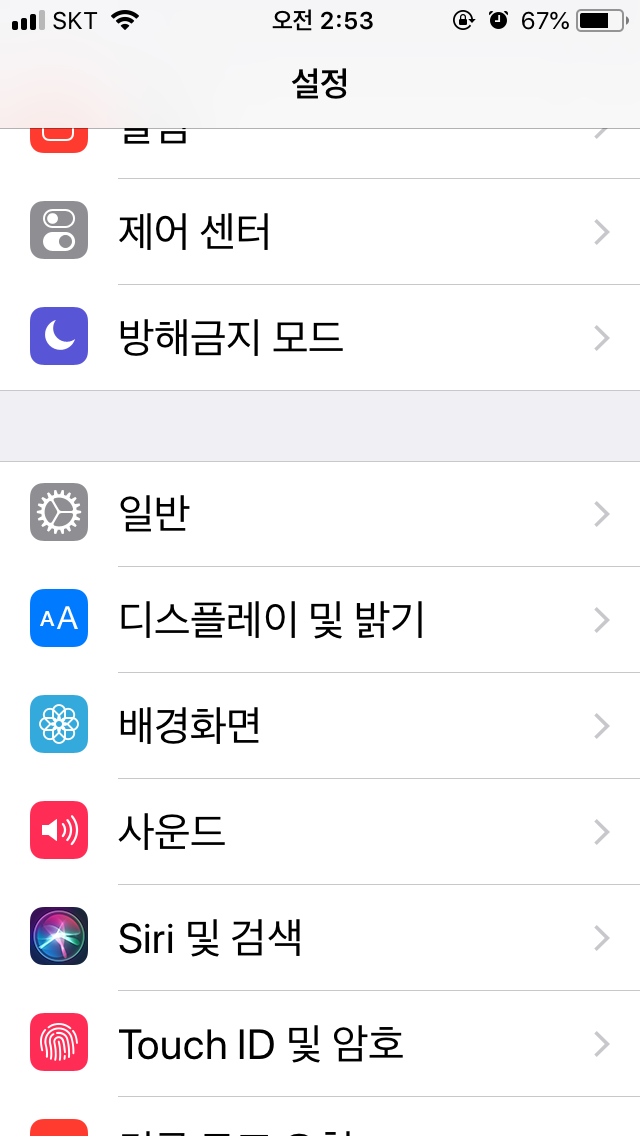 SKT 오전 2:53 67%
설정
제어 센터
방해금지 모드
일반
AA 디스플레이 및 밝기
배경화면
사운드
Siri 및 검색
Touch ID 및 암호